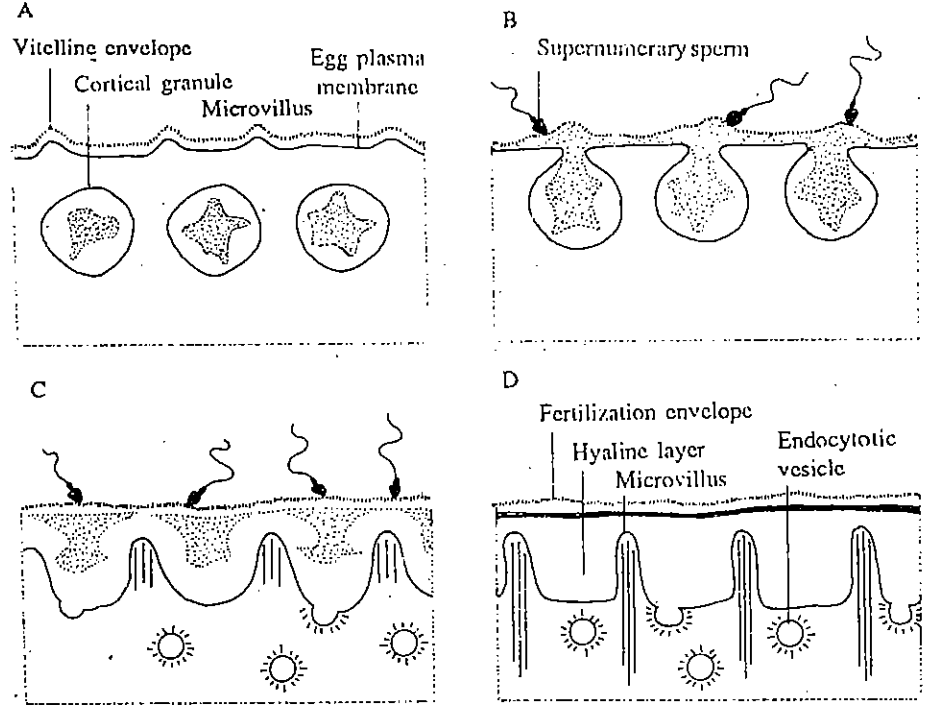 A
Vitelline envelope
Cortical granule
Microvillus
Egg plasma
membrane
B
Supernumerary sperm
C
D
Fertilization envelope
Hyaline layer
Microvillus
Endocytotic
vesicle